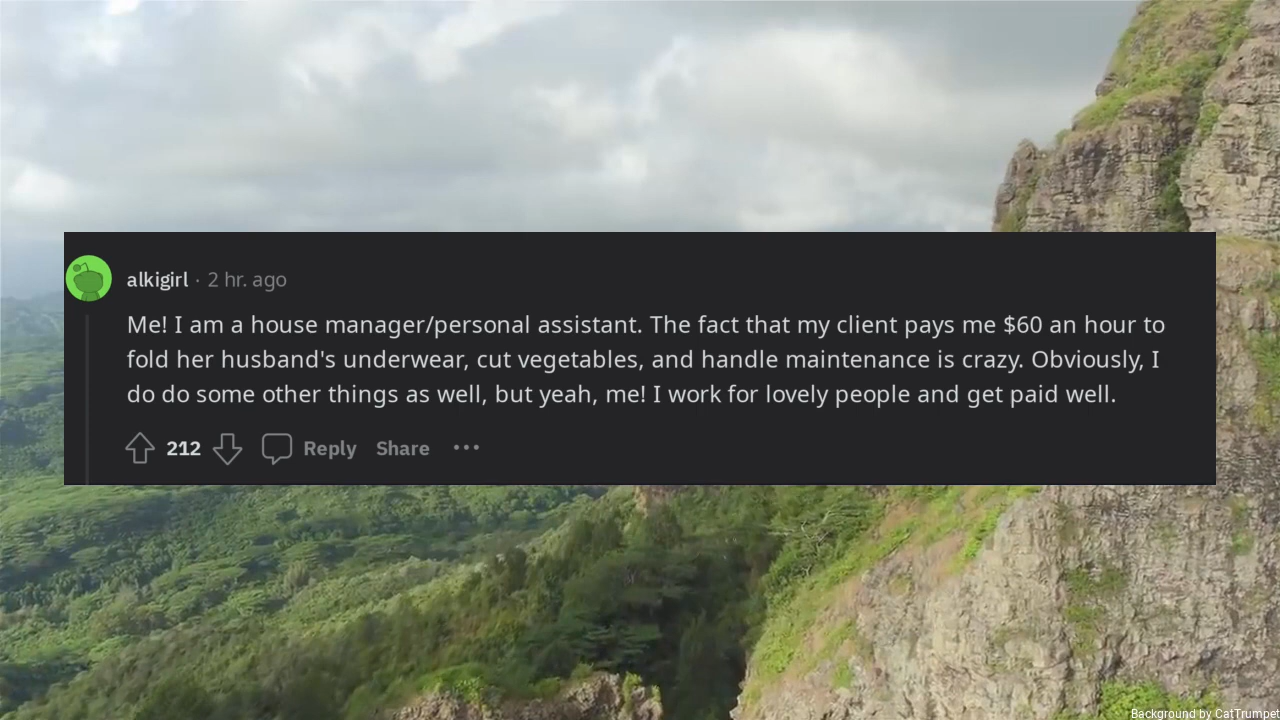 alkigirl · 2 hr. ago
Me! I am a house manager/personal assistant. The fact that my client pays me $60 an hour to
fold her husband's underwear, cut vegetables, and handle maintenance is crazy. Obviously, I
do do some other things as well, but yeah, me! I work for lovely people and get paid well.
212 Reply Share ···
Background by CatTrumpet